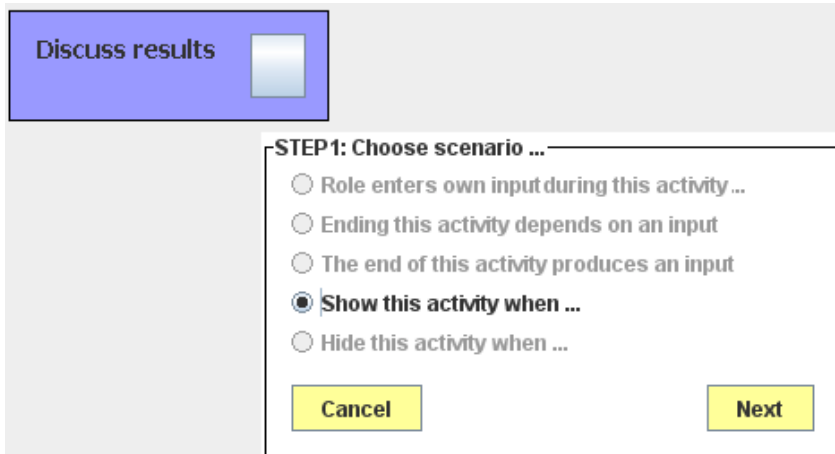 Discuss results
STEP1: Choose scenario ...
Role enters own input during this activity ...
Ending this activity depends on an input
The end of this activity produces an input
Show this activity when ...
Hide this activity when ...
Cancel Next